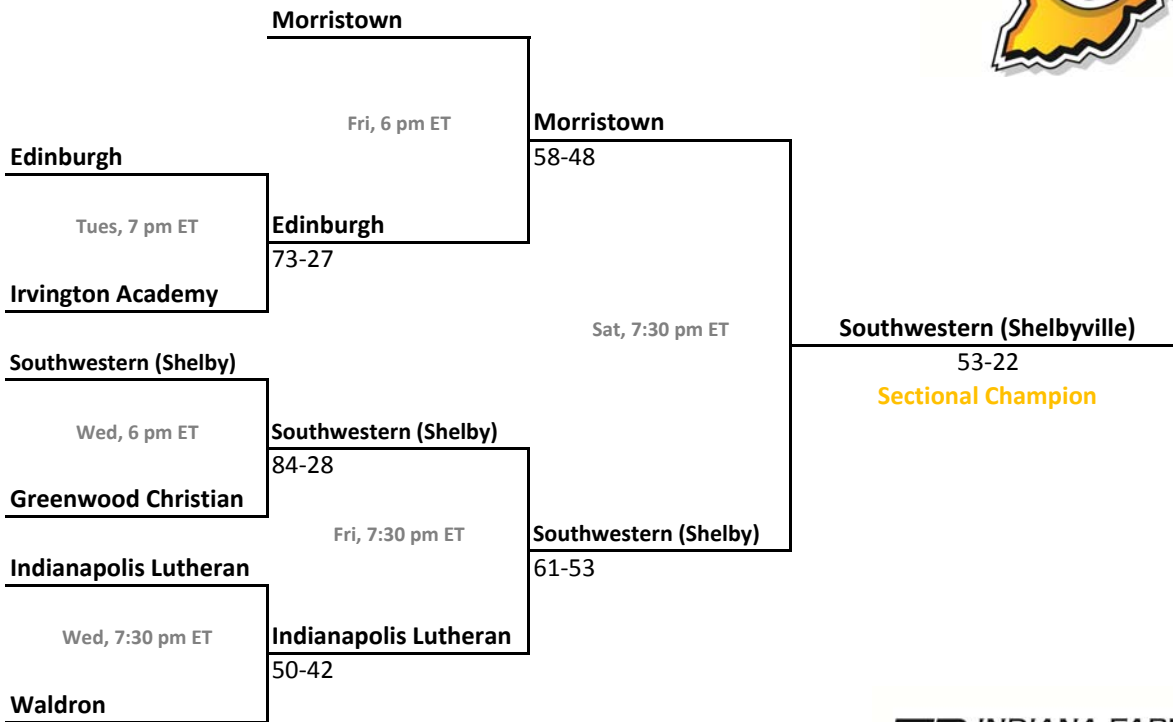 Morristown
Fri, 6 pm ET
Morristown
58-48
Edinburgh
Tues, 7 pm ET
Edinburgh
73-27
Irvington Academy
Sat, 7:30 pm ET
Southwestern (Shelbyville)
53-22
Sectional Champion
Southwestern (Shelby)
Wed, 6 pm ET
Southwestern (Shelby)
84-28
Greenwood Christian
Fri, 7:30 pm ET
Southwestern (Shelby)
61-53
Indianapolis Lutheran
Wed, 7:30 pm ET
Indianapolis Lutheran
50-42
Waldron
INDIANA